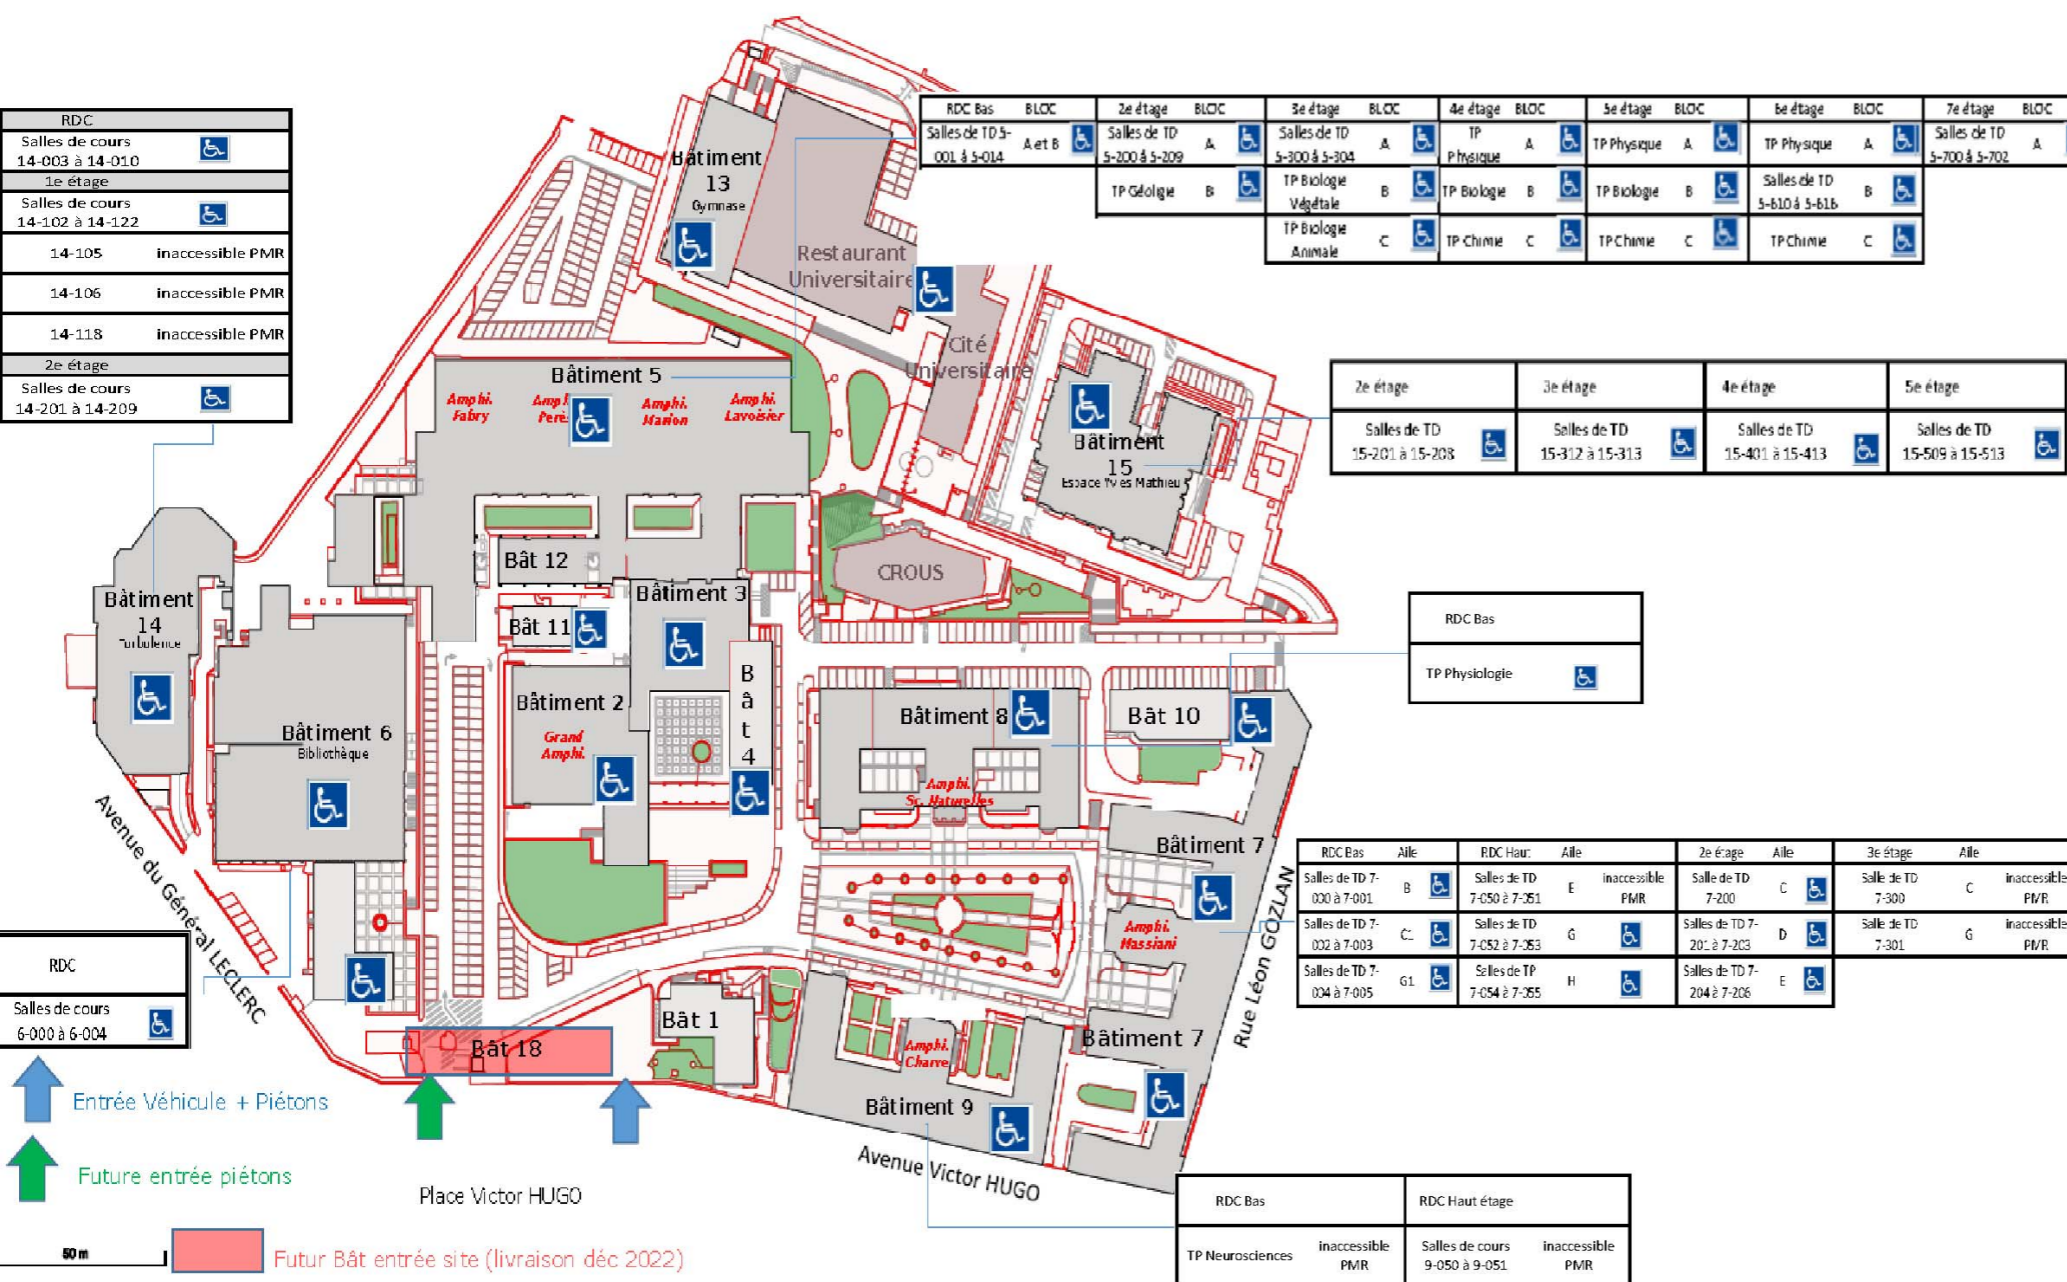 RDC
Salles de cours
14-003 à 14-010
1e étage
Salles de cours
14-102 à 14-122
14-105 inaccessible PMR
14-106 inaccessible PMR
14-118 inaccessible PMR
2e étage
Salles de cours
14-201 à 14-209
RDC Bas BLOC 2e étage BLOC 3e étage BLOC 4e étage BLOC 5e étage BLOC 6e étage BLOC 7e étage BLOC
Salles de TD 5-001 à 5-014 A et B Salles de TD 5-200 à 5-209 A Salles de TD 5-300 à 5-304 A TP Physique A TP Physique A TP Physique A Salles de TD 5-700 à 5-702 A
TP Géologie B TP Biologie Végétale B TP Biologie B TP Biologie B Salles de TD 5-610 à 5-616 B
TP Biologie Animale C TP Chimie C TP Chimie C TP Chimie C
Bâtiment
13
Gymnase
Restaurant
Universitaire
Cité
Universitaire
Bâtiment 5
Amphi.
Fabry
Amphi.
Marion
Amphi.
Lavoisier
Bâtiment
15
Espace Yves Mathieu
2e étage 3e étage 4e étage 5e étage
Salles de TD 15-201 à 15-208 Salles de TD 15-312 à 15-313 Salles de TD 15-401 à 15-413 Salles de TD 15-509 à 15-513
Bât 12
CROUS
Bâtiment
14
Turbulence
Bât 11
Bâtiment 3
RDC Bas
TP Physiologie
Bâtiment 2
Grand
Amphi.
Bât 4
Bâtiment 6
Bibliothèque
Bâtiment 8
Amphi.
Sc. Naturelles
Bât 10
Bâtiment 7
Amphi.
Massiani
Avenue du Général LECLERC
Rue Léon GOZLAN
RDC Bas Aile RDC Haut Aile 2e étage Aile 3e étage Aile
Salles de TD 7-000 à 7-001 B Salles de TD 7-050 à 7-051 E inaccessible PMR Salle de TD 7-200 C Salle de TD 7-300 C inaccessible PMR
Salles de TD 7-002 à 7-003 C1 Salles de TD 7-052 à 7-053 G Salles de TD 7-201 à 7-203 D Salle de TD 7-301 G inaccessible PMR
Salles de TD 7-004 à 7-005 G1 Salles de TP 7-054 à 7-055 H Salles de TD 7-204 à 7-206 E
RDC
Salles de cours
6-000 à 6-004
Bât 1
Bât 18
Amphi.
Charve
Bâtiment 7
Bâtiment 9
Entrée Véhicule + Piétons
Future entrée piétons
Place Victor HUGO
Avenue Victor HUGO
50 m
Futur Bât entrée site (livraison déc 2022)
RDC Bas RDC Haut étage
TP Neurosciences inaccessible PMR Salles de cours 9-050 à 9-051 inaccessible PMR